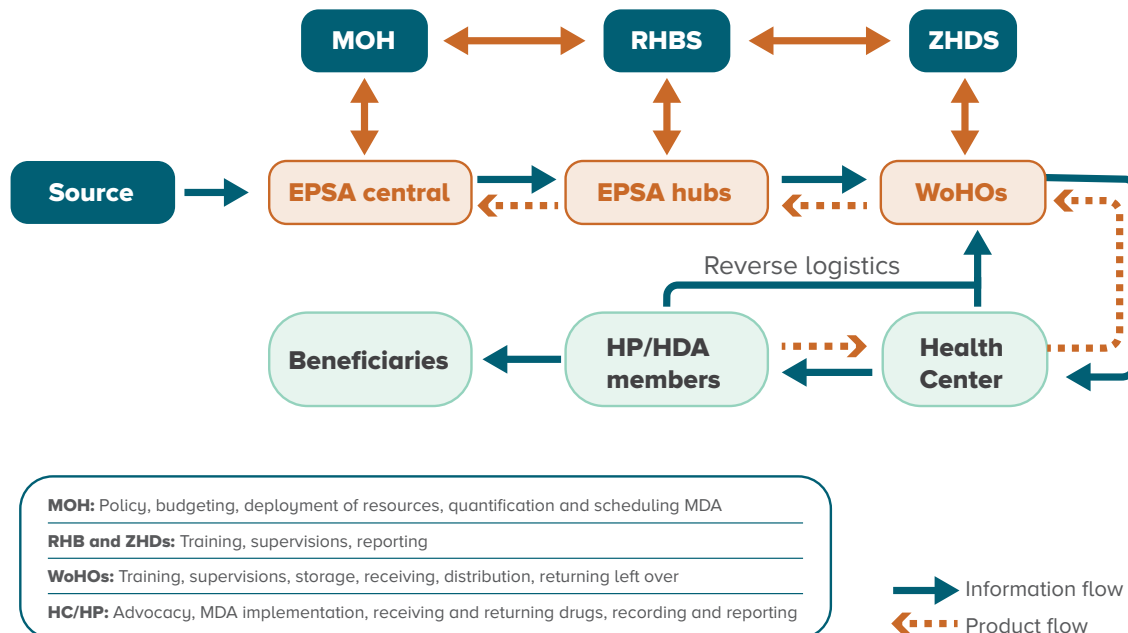 MOH
RHBS
ZHDS
Source
EPSA central
EPSA hubs
WoHOs
Reverse logistics
Beneficiaries
HP/HDA
members
Health
Center
MOH: Policy, budgeting, deployment of resources, quantification and scheduling MDA
RHB and ZHDs: Training, supervisions, reporting
WoHOs: Training, supervisions, storage, receiving, distribution, returning left over
HC/HP: Advocacy, MDA implementation, receiving and returning drugs, recording and reporting
Information flow
Product flow